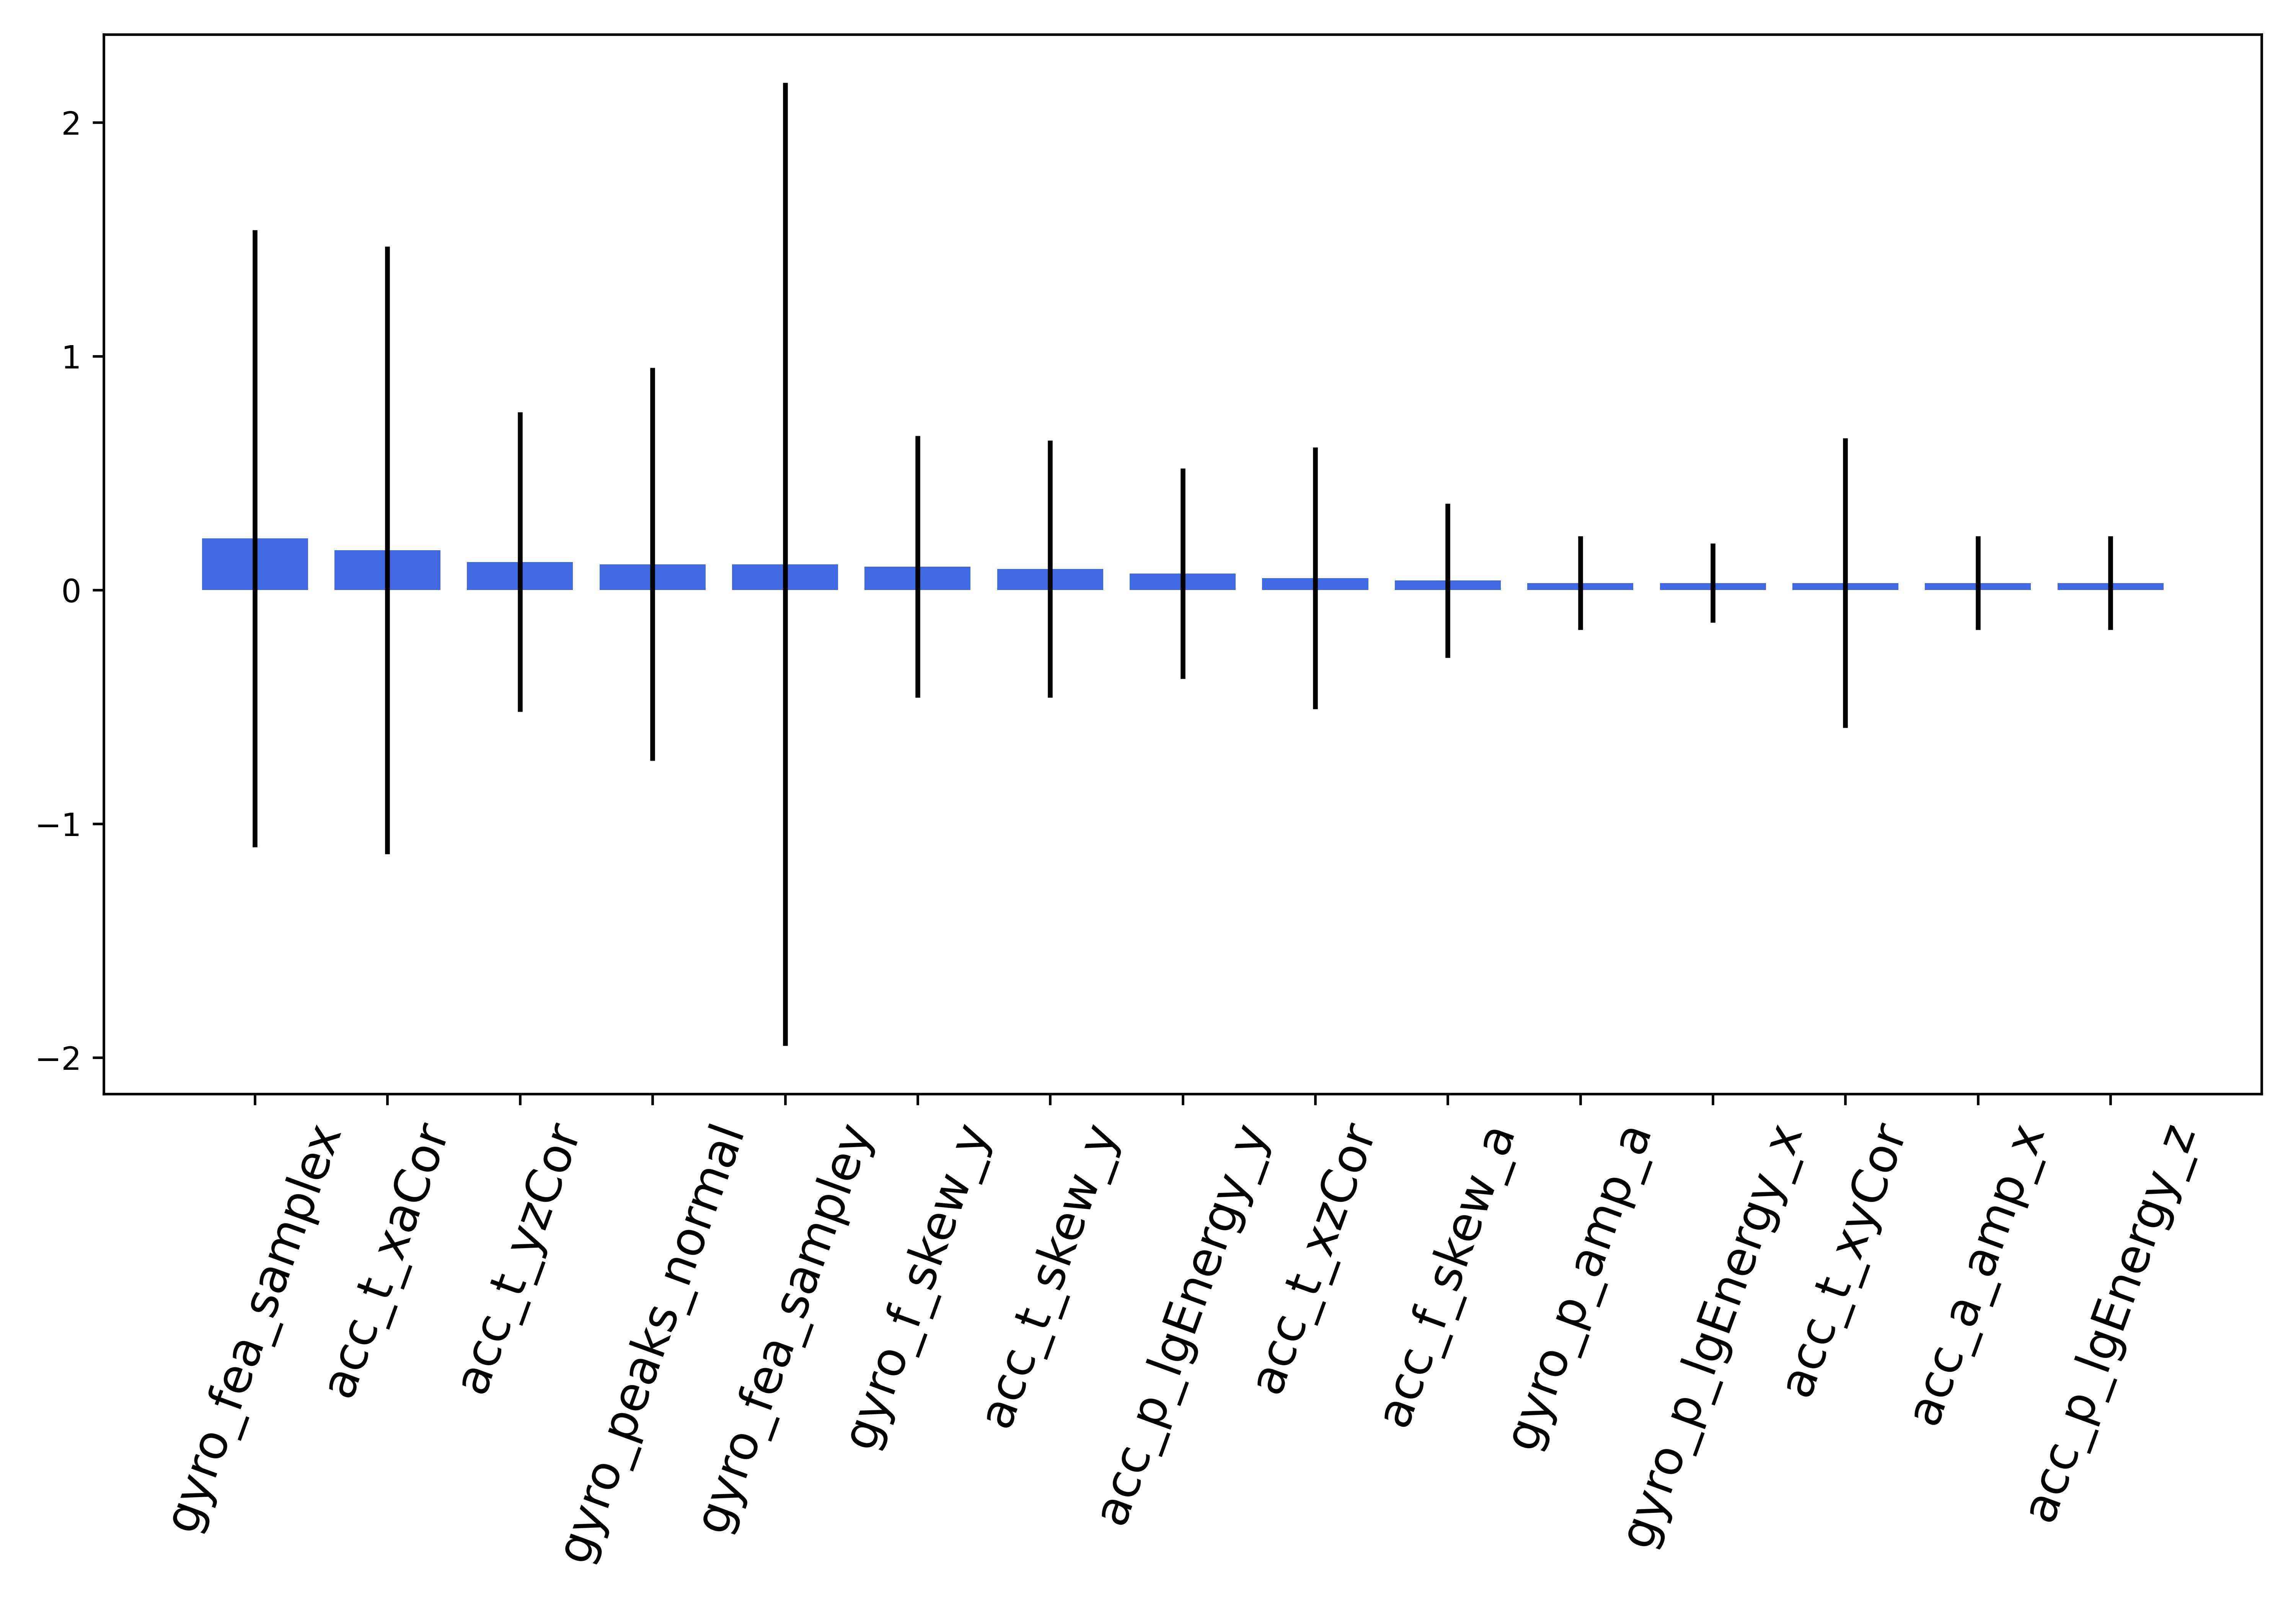 2
1
0
−1
−2
gyro_fea_samplex
acc_t_xaCor
acc_t_yzCor
gyro_peaks_normal
gyro_fea_sampley
gyro_f_skew_y
acc_t_skew_y
acc_p_lgEnergy_y
acc_t_xzCor
acc_f_skew_a
gyro_p_amp_a
gyro_p_lgEnergy_x
acc_t_xyCor
acc_a_amp_x
acc_p_lgEnergy_z